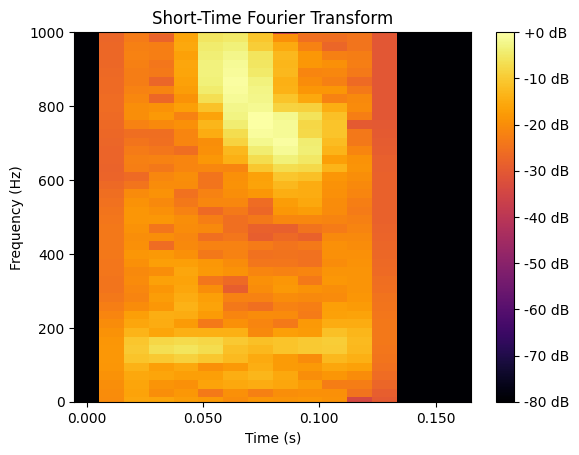 Short-Time Fourier Transform
1000
800
600
400
200
0
Frequency (Hz)
0.000
0.050
0.100
0.150
Time (s)
+0 dB
-10 dB
-20 dB
-30 dB
+40 dB
-50 dB
-60 dB
-70 dB
-80 dB